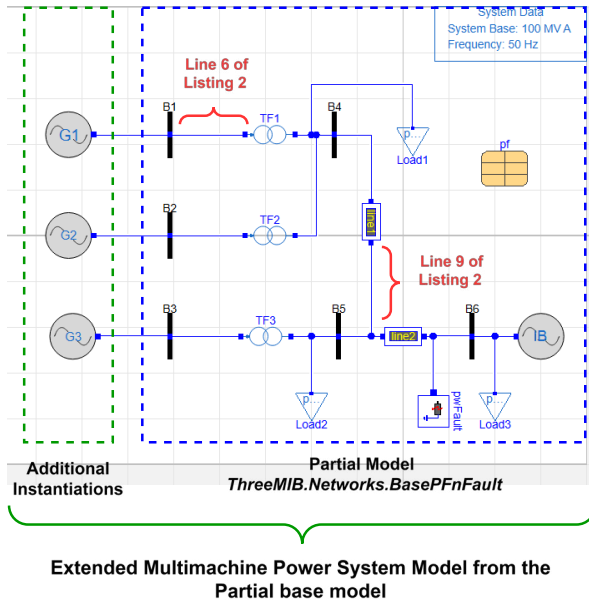 System Data
System Base: 100 MV A
Frequency: 50 Hz
Line 6 of
Listing 2
B1
TF1
B4
G1
p...
Load1
pf
B2
TF2
G2
line1
Line 9 of
Listing 2
B3
TF3
B5
B6
G3
line2
IB
p...
Load2
pwFault
p...
Load3
Additional
Instantiations
Partial Model
ThreeMIB.Networks.BasePFnFault
Extended Multimachine Power System Model from the
Partial base model